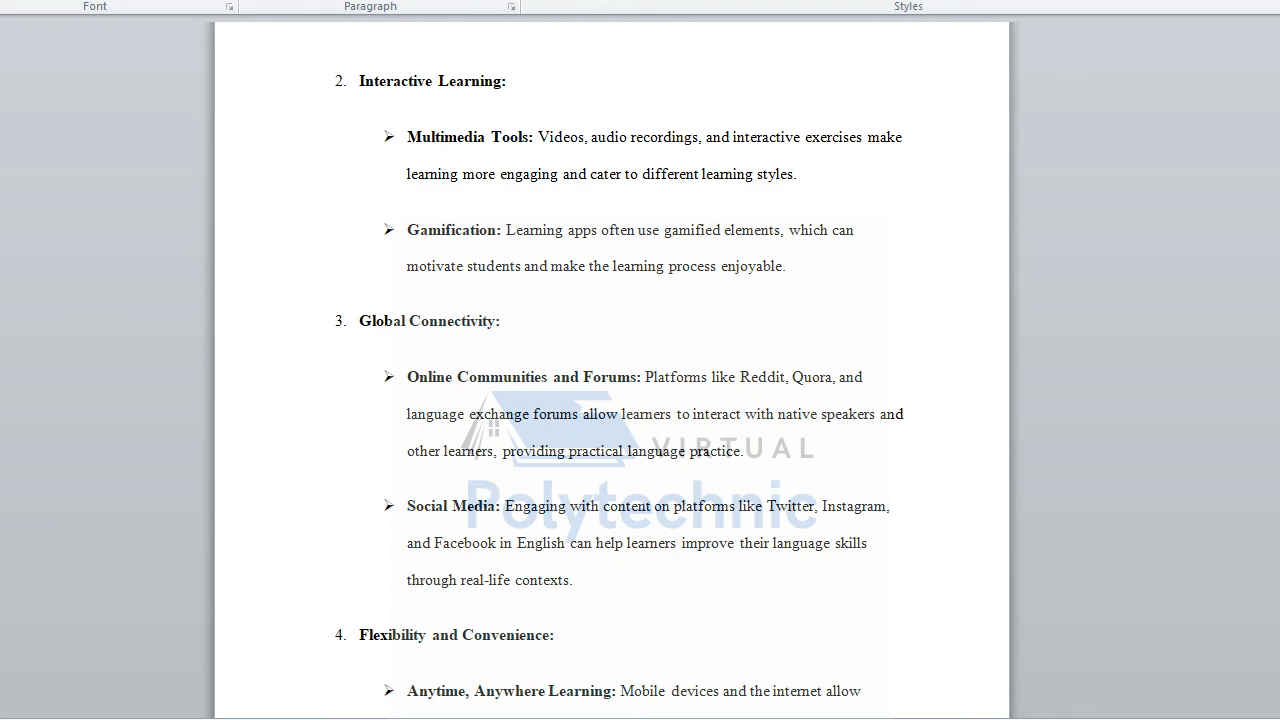 Font Paragraph Styles
2. Interactive Learning:
➢ Multimedia Tools: Videos, audio recordings, and interactive exercises make
learning more engaging and cater to different learning styles.
➢ Gamification: Learning apps often use gamified elements, which can
motivate students and make the learning process enjoyable.
3. Global Connectivity:
➢ Online Communities and Forums: Platforms like Reddit, Quora, and
language exchange forums allow learners to interact with native speakers and
other learners, providing practical language practice.
VIRTUAL
Polytechnic
➢ Social Media: Engaging with content on platforms like Twitter, Instagram,
and Facebook in English can help learners improve their language skills
through real-life contexts.
4. Flexibility and Convenience:
➢ Anytime, Anywhere Learning: Mobile devices and the internet allow